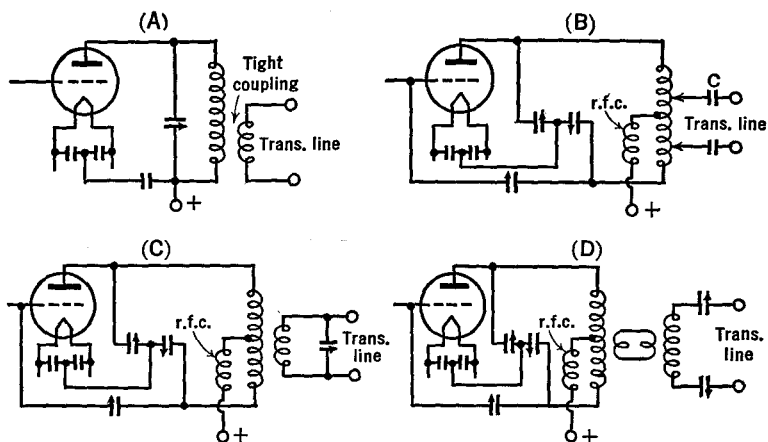 (A)
Tight
coupling
Trans. line
+
(B)
r.f.c.
C
Trans. line
+
(C)
r.f.c.
Trans.
line
+
(D)
r.f.c.
Trans.
line
+